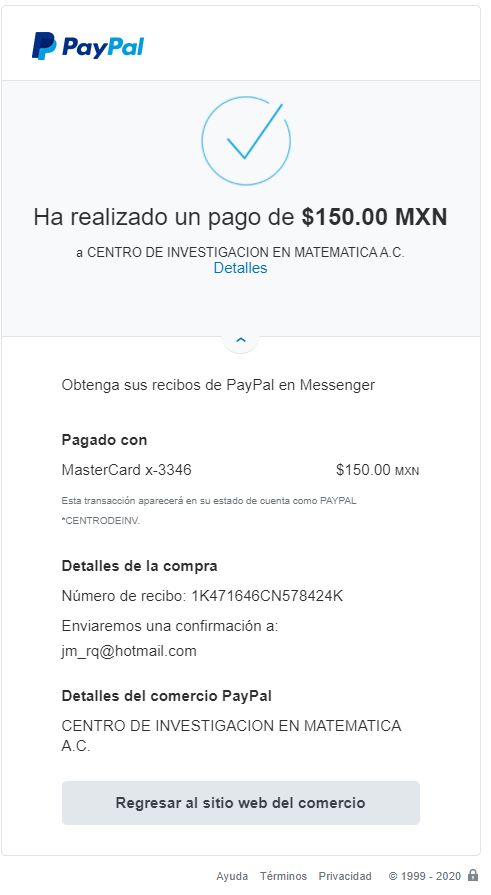 PayPal
Ha realizado un pago de $150.00 MXN
a CENTRO DE INVESTIGACION EN MATEMATICA A.C.
Detalles
Obtenga sus recibos de PayPal en Messenger
Pagado con
MasterCard x-3346 $150.00 MXN
Esta transacción aparecerá en su estado de cuenta como PAYPAL
*CENTRODEINV.
Detalles de la compra
Número de recibo: 1K471646CN578424K
Enviaremos una confirmación a:
jm_rq@hotmail.com
Detalles del comercio PayPal
CENTRO DE INVESTIGACION EN MATEMATICA
A.C.
Regresar al sitio web del comercio
Ayuda Términos Privacidad © 1999 - 2020